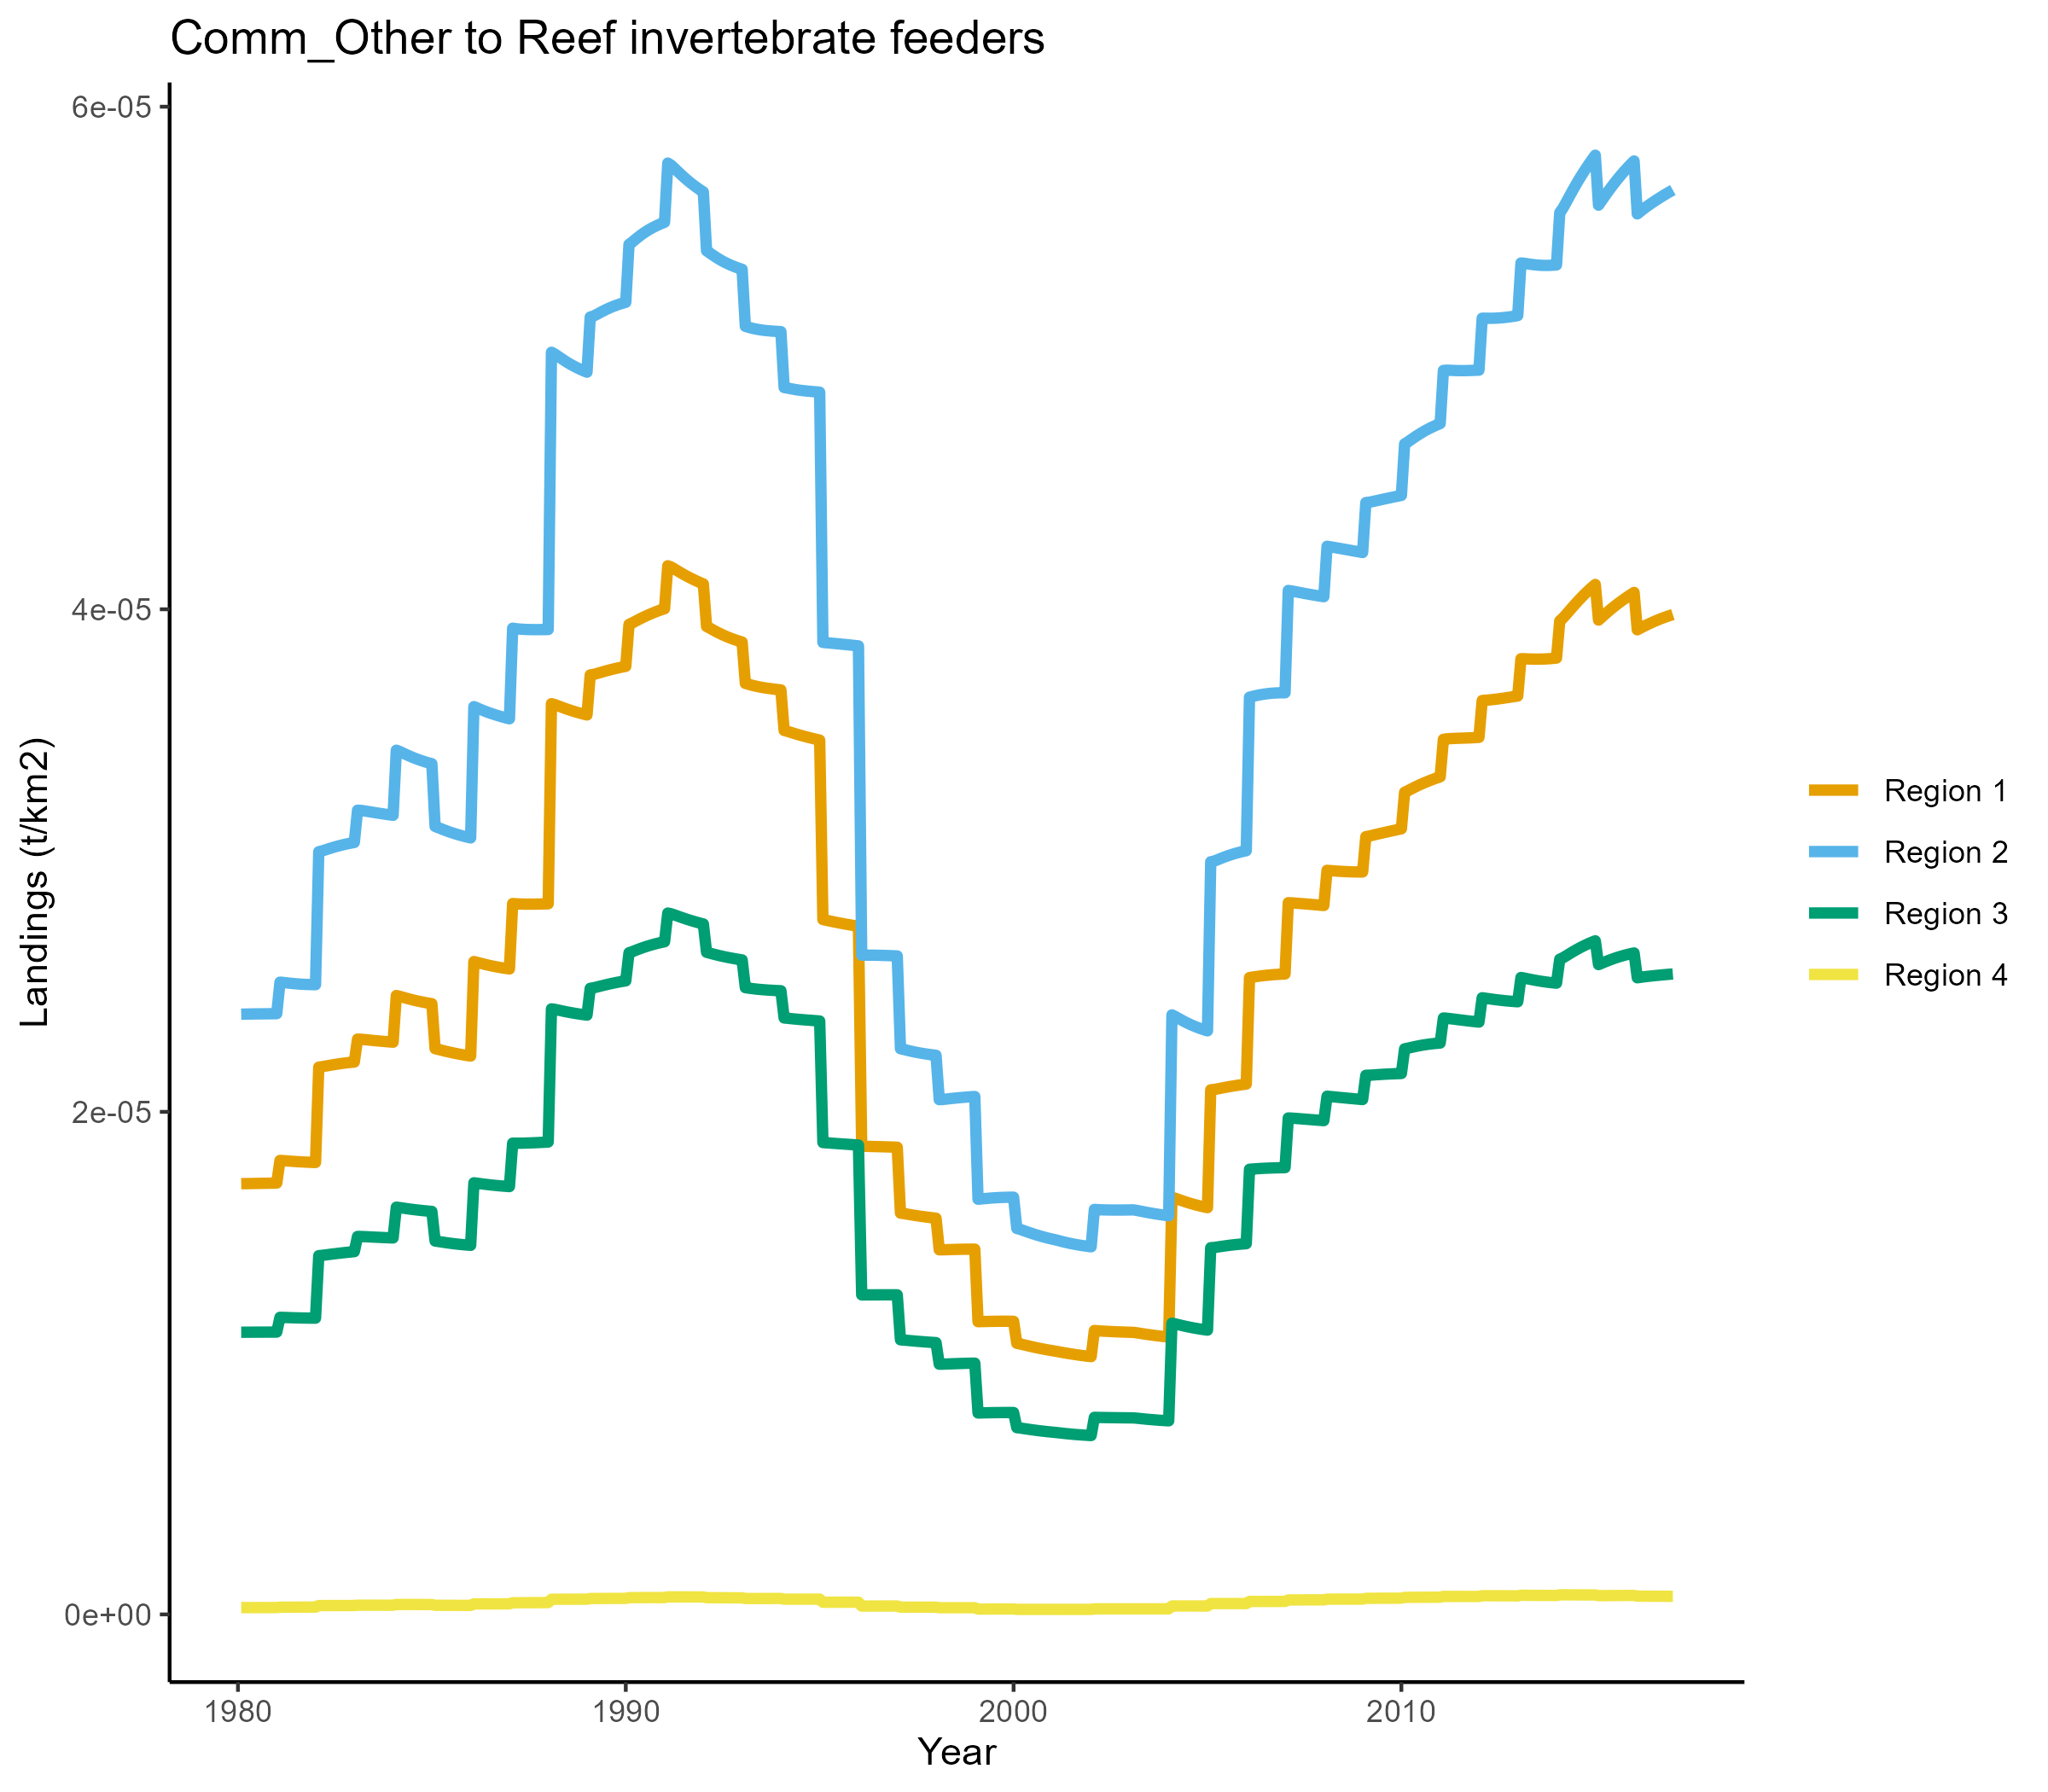 Comm_Other to Reef invertebrate feeders
6e-05
4e-05
2e-05
0e+00
Landings (t/km2)
1980
1990
2000
2010
Year
Region 1
Region 2
Region 3
Region 4